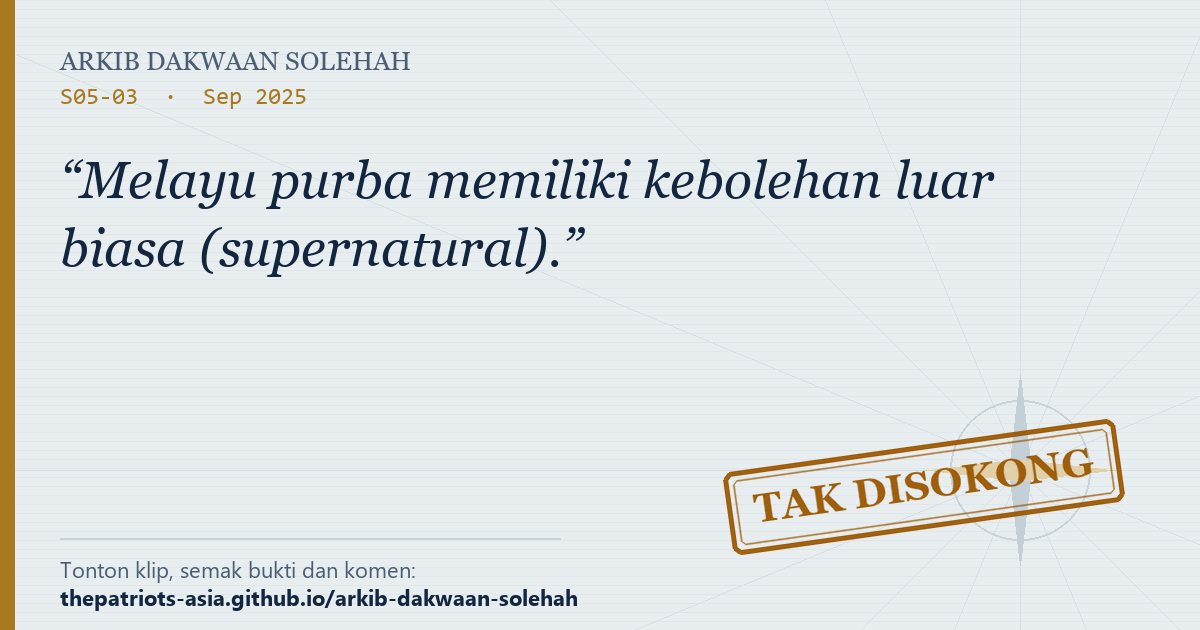 ARKIB DAKWAAN SOLEHAH
S05-03 · Sep 2025
“Melayu purba memiliki kebolehan luar
biasa (supernatural).”
TAK DISOKONG
Tonton klip, semak bukti dan komen:
thepatriots-asia.github.io/arkib-dakwaan-solehah